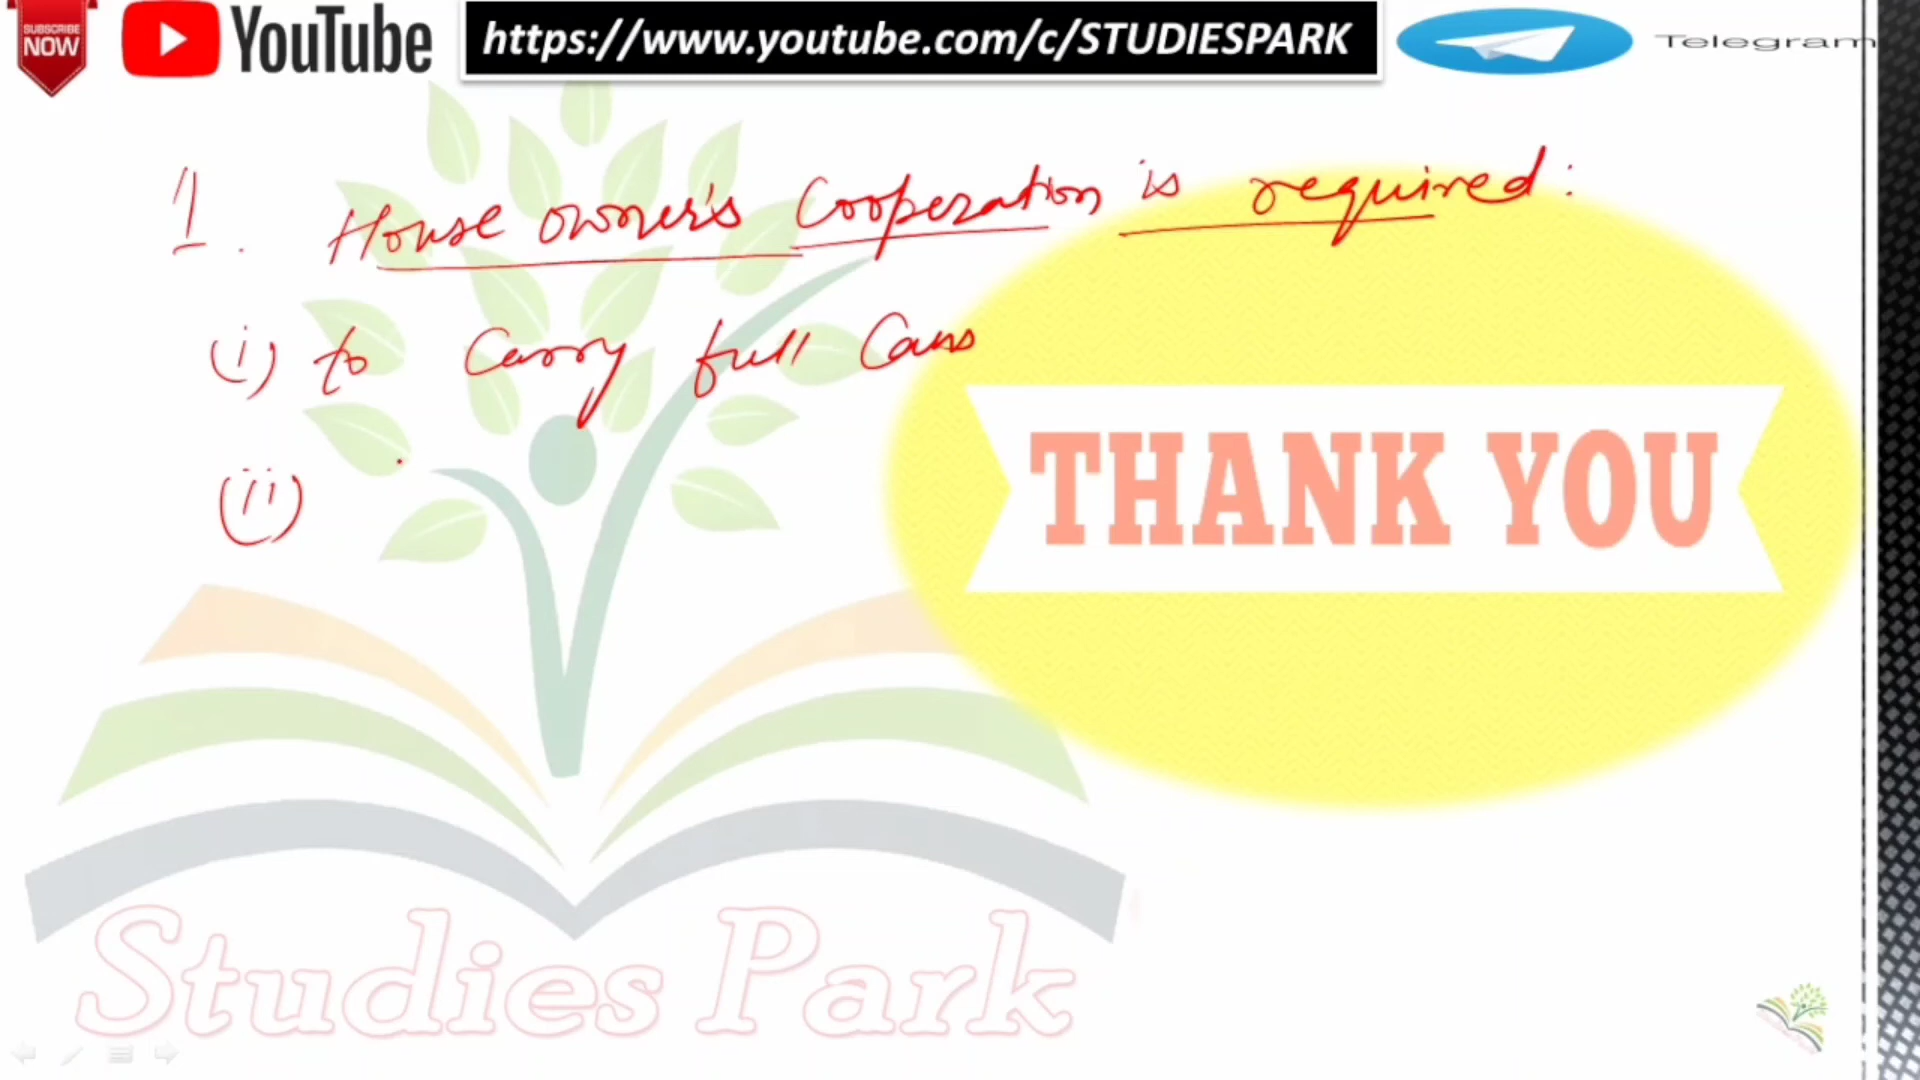 SUBSCRIBE
NOW
YouTube
https://www.youtube.com/c/STUDIESPARK
Telegram
1. House owner's Cooperation is required:
(i) to Carry full Cans
(ii)
THANK YOU
Studies Park